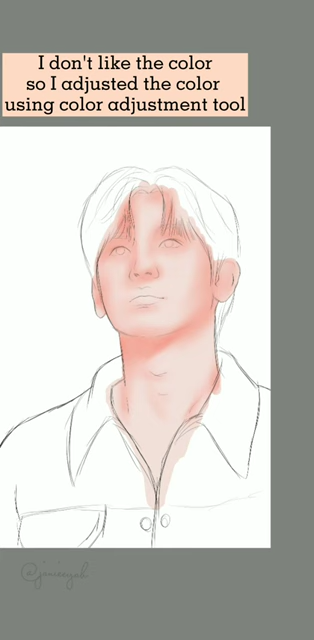 I don't like the color
so I adjusted the color
using color adjustment tool